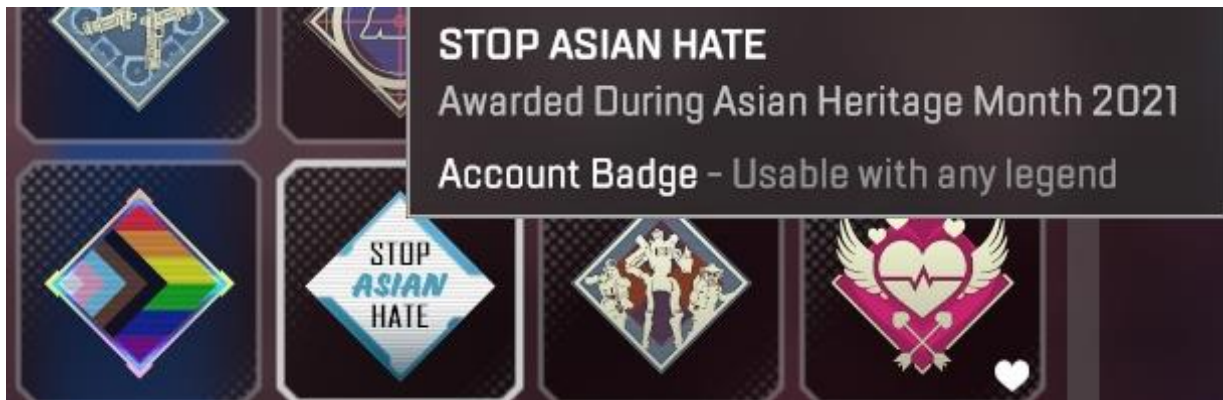 STOP ASIAN HATE
Awarded During Asian Heritage Month 2021
Account Badge - Usable with any legend
STOP
ASIAN
HATE